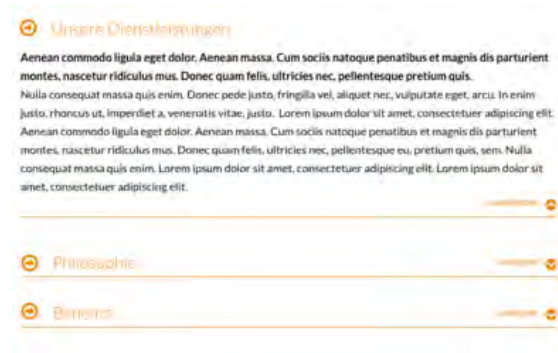 Unsere Dienstleistungen
Aenean commodo ligula eget dolor. Aenean massa. Cum sociis natoque penatibus et magnis dis parturient
montes, nascetur ridiculus mus. Donec quam felis, ultricies nec, pellentesque pretium quis.
Nulla consequat massa quis enim. Donec pede justo, fringilla vel, aliquet nec, vulputate eget, arcu. In enim
justo, rhoncus ut, imperdiet a, venenatis vitae, justo. Lorem ipsum dolor sit amet, consectetuer adipiscing elit.
Aenean commodo ligula eget dolor. Aenean massa. Cum sociis natoque penatibus et magnis dis parturient
montes, nascetur ridiculus mus. Donec quam felis, ultricies nec, pellentesque eu, pretium quis, sem. Nulla
consequat massa quis enim. Lorem ipsum dolor sit amet, consectetuer adipiscing elit. Lorem ipsum dolor sit
amet, consectetuer adipiscing elit.
Philosophie